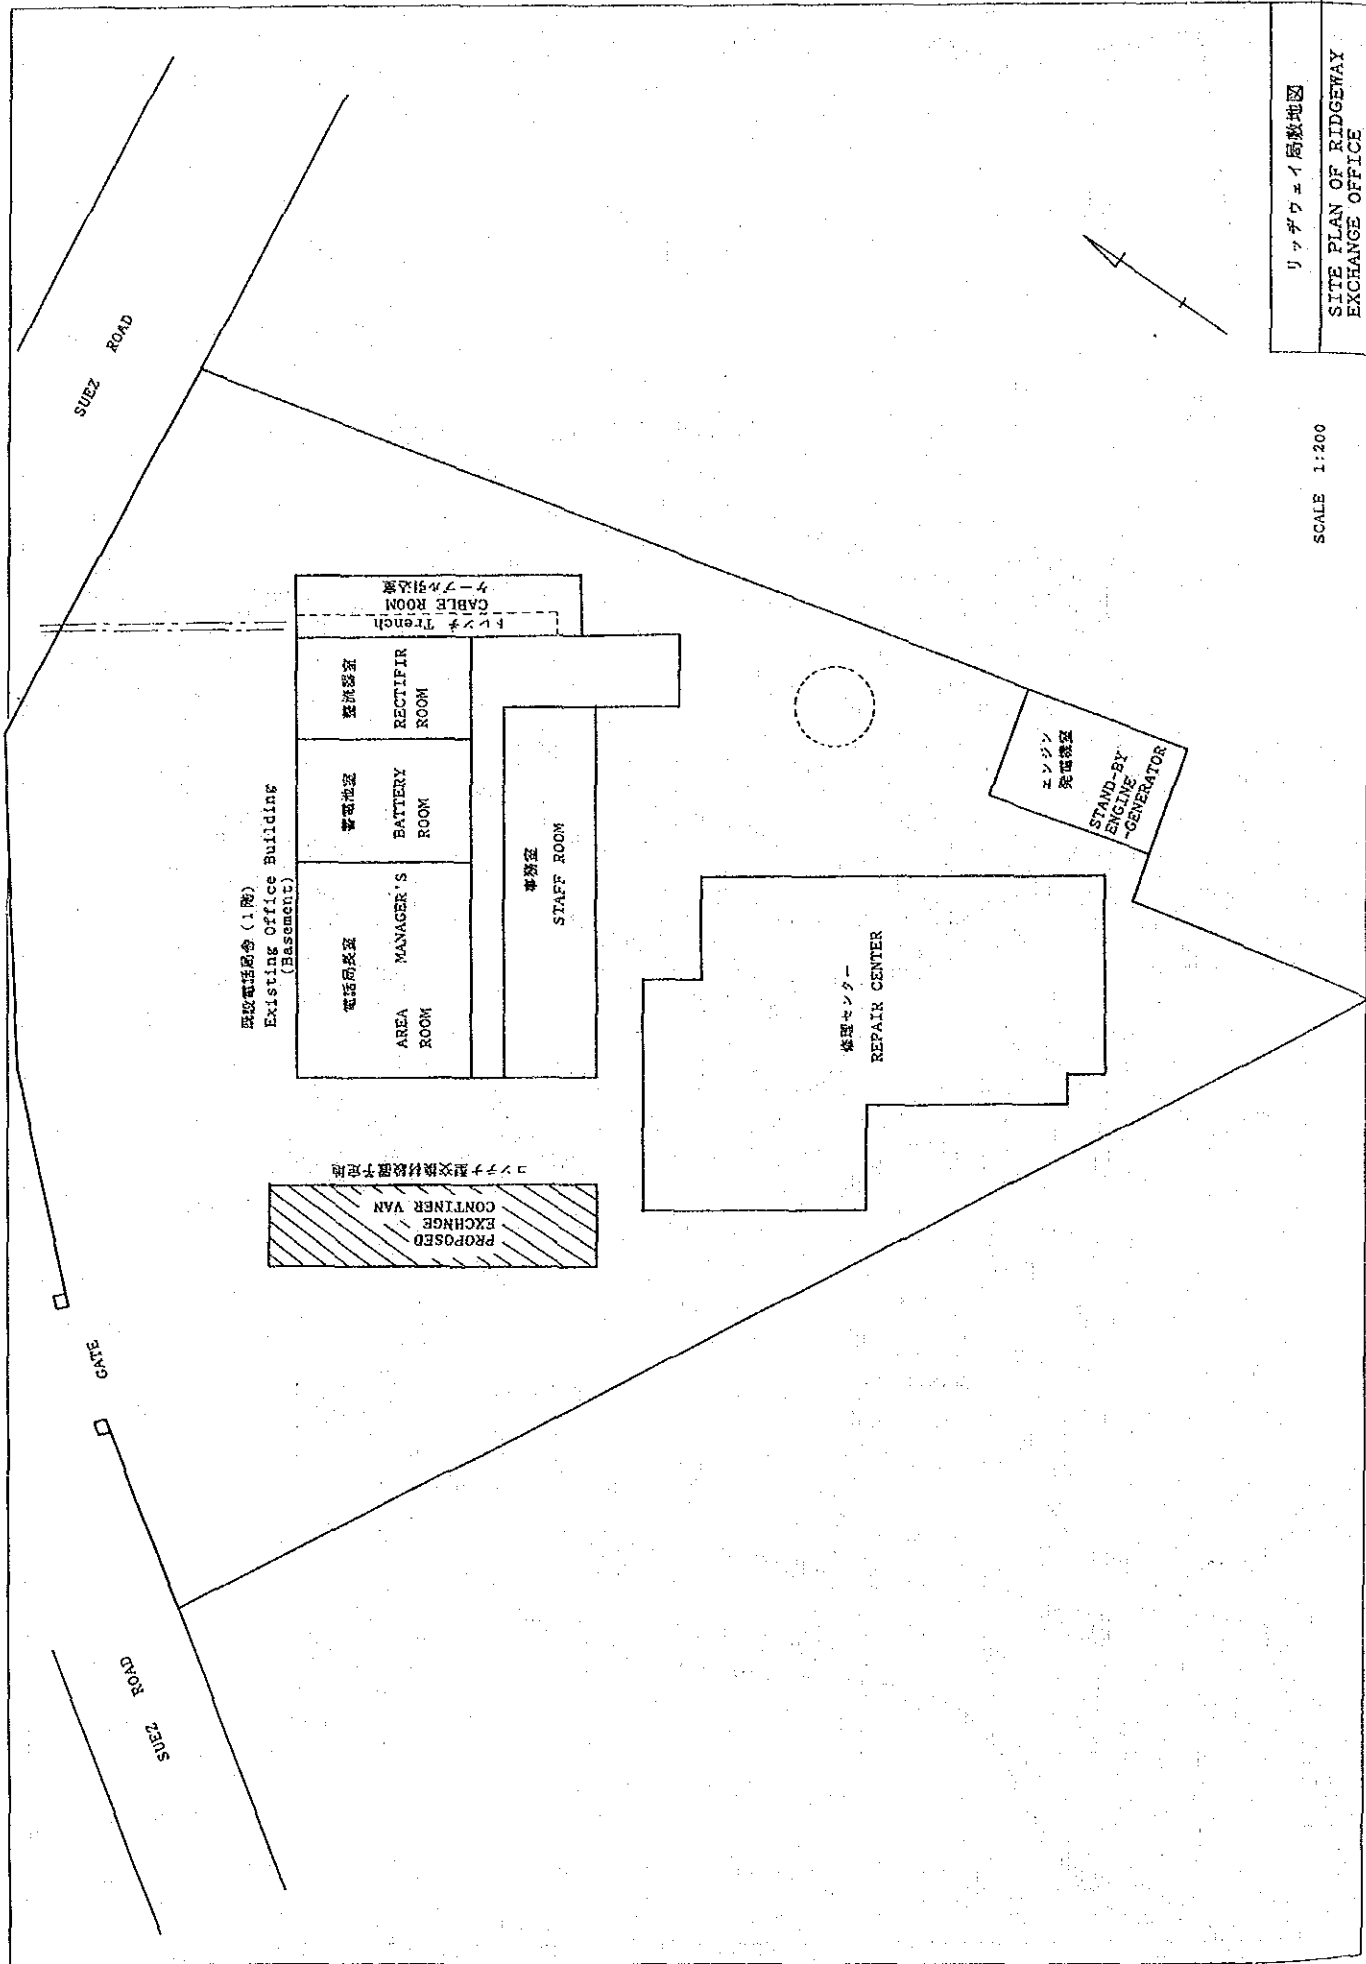 SUEZ ROAD
SUEZ ROAD
GATE
既設電話局舎(1階)
Existing Office Building
(Basement)
電話局長室
AREA MANAGER'S
ROOM
蓄電池室
BATTERY
ROOM
整流器室
RECTIFIR
ROOM
トレンチ Trench
CABLE ROOM
ケーブル引込室
事務室
STAFF ROOM
コンテナ型交換材設置予定地
PROPOSED
EXCHNGE
CONTINER VAN
修理センター
REPAIR CENTER
エンジン
発電機室
STAND-BY
ENGINE
-GENERATOR
SCALE 1:200
リッヂウェイ局敷地図
SITE PLAN OF RIDGEWAY
EXCHANGE OFFICE